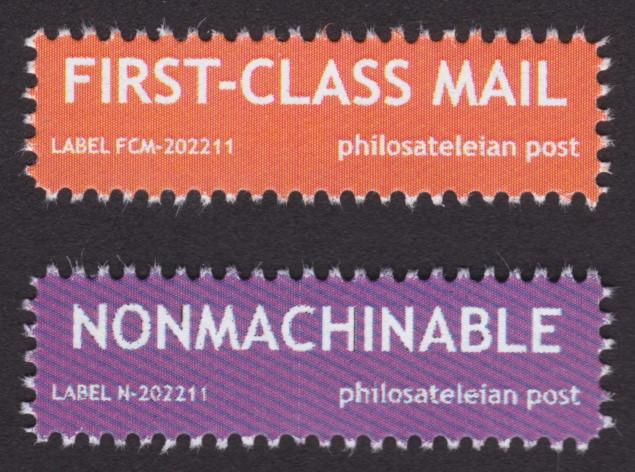 FIRST-CLASS MAIL
LABEL FCM-202211 philosateleian post
NONMACHINABLE
LABEL N-202211 philosateleian post